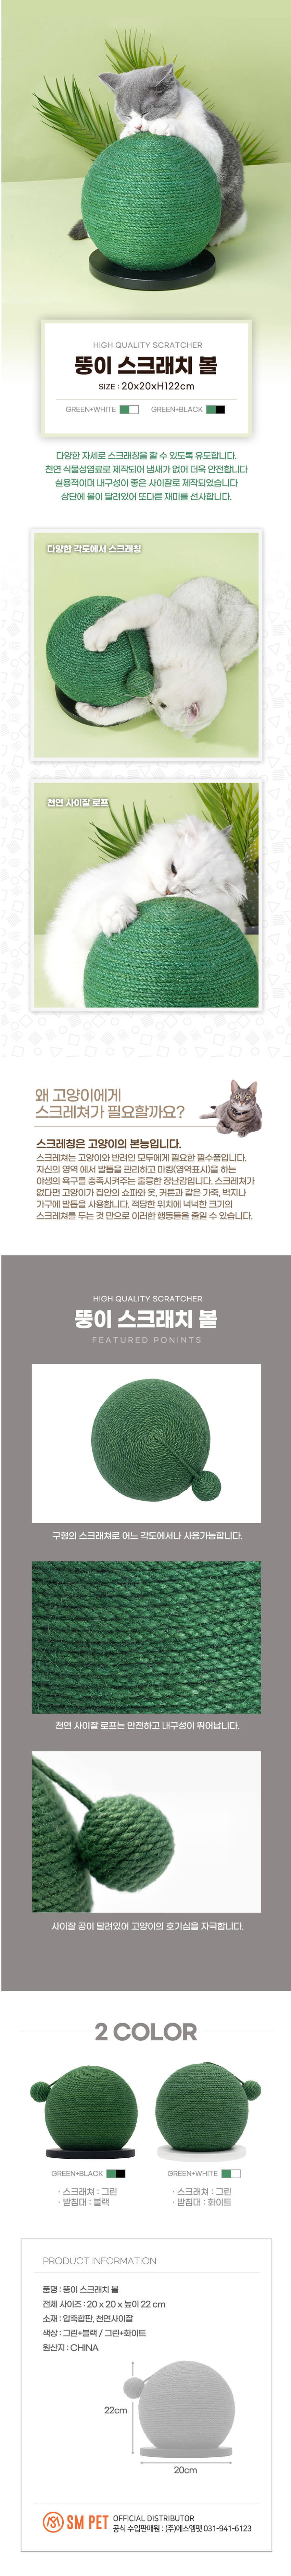 HIGH QUALITY SCRATCHER
뚱이 스크래치 볼
SIZE : 20x20xH122cm
GREEN+WHITE GREEN+BLACK
다양한 자세로 스크래칭을 할 수 있도록 유도합니다.
천연 식물성염료로 제작되어 냄새가 없어 더욱 안전합니다
실용적이며 내구성이 좋은 사이잘로 제작되었습니다
상단에 볼이 달려있어 또다른 재미를 선사합니다.
다양한 각도에서 스크래칭
천연 사이잘 로프
왜 고양이에게
스크레쳐가 필요할까요?
스크레칭은 고양이의 본능입니다.
스크레쳐는 고양이와 반려인 모두에게 필요한 필수품입니다.
자신의 영역 에서 발톱을 관리하고 마킹(영역표시)을 하는
야생의 욕구를 충족시켜주는 훌륭한 장난감입니다. 스크레쳐가
없다면 고양이가 집안의 쇼파와 옷, 커튼과 같은 가죽, 벽지나
가구에 발톱을 사용합니다. 적당한 위치에 넉넉한 크기의
스크레쳐를 두는 것 만으로 이러한 행동들을 줄일 수 있습니다.
HIGH QUALITY SCRATCHER
뚱이 스크래치 볼
FEATURED PONINTS
구형의 스크래쳐로 어느 각도에서나 사용가능합니다.
천연 사이잘 로프는 안전하고 내구성이 뛰어납니다.
사이잘 공이 달려있어 고양이의 호기심을 자극합니다.
2 COLOR
GREEN+BLACK GREEN+WHITE
· 스크래쳐 : 그린 · 스크래쳐 : 그린
· 받침대 : 블랙 · 받침대 : 화이트
PRODUCT INFORMATION
품명 : 뚱이 스크래치 볼
전체 사이즈 : 20 x 20 x 높이 22 cm
소재 : 압축합판, 천연사이잘
색상 : 그린+블랙 / 그린+화이트
원산지 : CHINA
22cm
20cm
SM PET OFFICIAL DISTRIBUTOR
공식 수입판매원 : (주)에스엠펫 031-941-6123